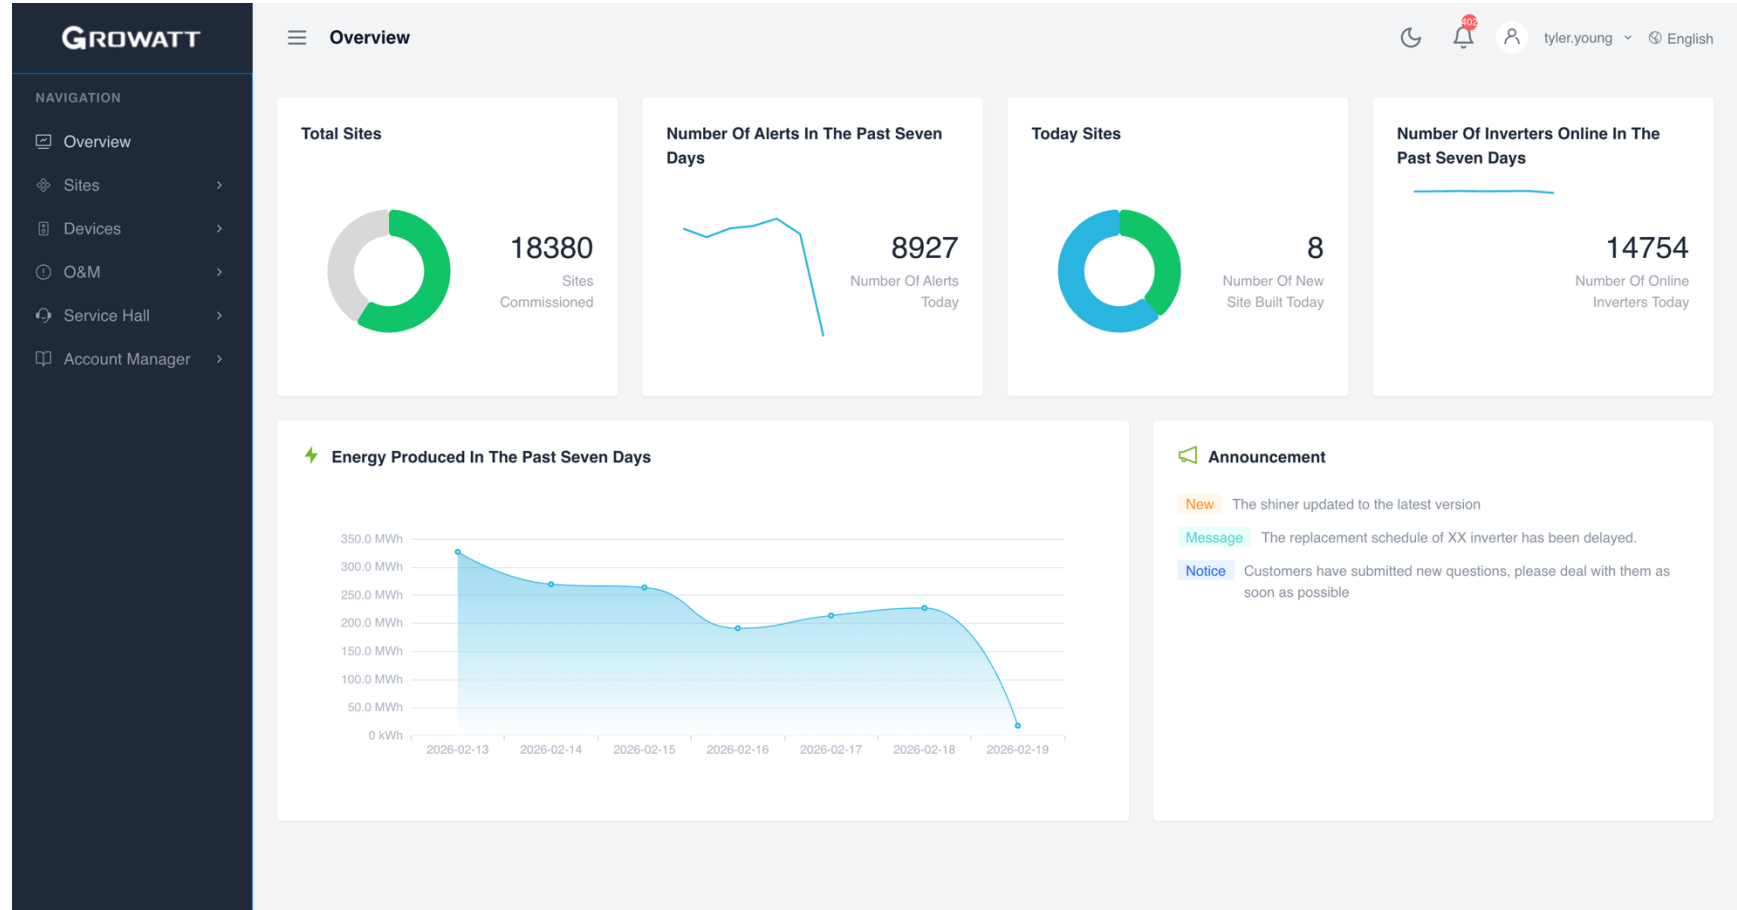 GROWATT
Overview
402
tyler.young
English
NAVIGATION
Overview
Sites
Devices
O&M
Service Hall
Account Manager
Total Sites
18380
Sites
Commissioned
Number Of Alerts In The Past Seven
Days
8927
Number Of Alerts
Today
Today Sites
8
Number Of New
Site Built Today
Number Of Inverters Online In The
Past Seven Days
14754
Number Of Online
Inverters Today
Energy Produced In The Past Seven Days
350.0 MWh
300.0 MWh
250.0 MWh
200.0 MWh
150.0 MWh
100.0 MWh
50.0 MWh
0 kWh
2026-02-13 2026-02-14 2026-02-15 2026-02-16 2026-02-17 2026-02-18 2026-02-19
Announcement
New The shiner updated to the latest version
Message The replacement schedule of XX inverter has been delayed.
Notice Customers have submitted new questions, please deal with them as
soon as possible